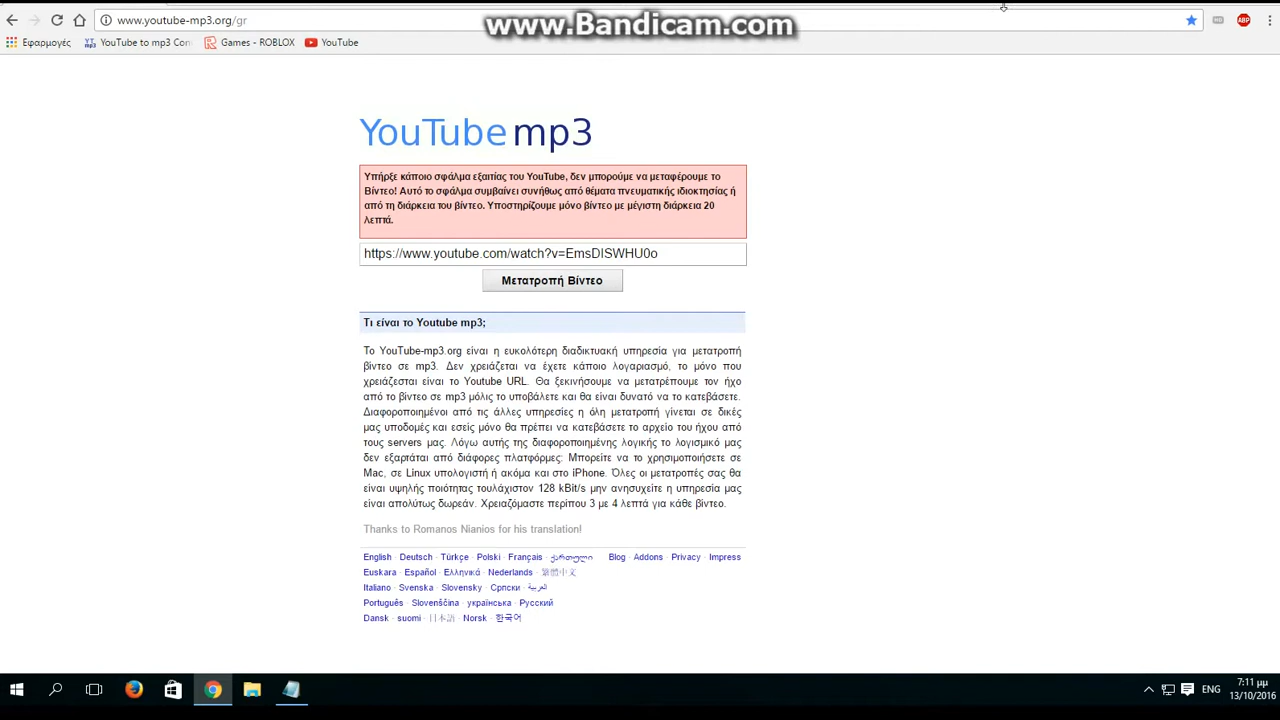 www.youtube-mp3.org/gr
www.Bandicam.com
Εφαρμογές YouTube to mp3 Con Games - ROBLOX YouTube
YouTube mp3
Υπήρξε κάποιο σφάλμα εξαιτίας του YouTube, δεν μπορούμε να μεταφέρουμε το
Βίντεο! Αυτό το σφάλμα συμβαίνει συνήθως από θέματα πνευματικής ιδιοκτησίας ή
από τη διάρκεια του βίντεο. Υποστηρίζουμε μόνο βίντεο με μέγιστη διάρκεια 20
λεπτά.
https://www.youtube.com/watch?v=EmsDISWHU0o
Μετατροπή Βίντεο
Τι είναι το Youtube mp3;
Το YouTube-mp3.org είναι η ευκολότερη διαδικτυακή υπηρεσία για μετατροπή
βίντεο σε mp3. Δεν χρειάζεται να έχετε κάποιο λογαριασμό, το μόνο που
χρειάζεσται είναι το Youtube URL. Θα ξεκινήσουμε να μετατρέπουμε τον ήχο
από το βίντεο σε mp3 μόλις το υποβάλετε και θα είναι δυνατό να το κατεβάσετε.
Διαφοροποιημένοι από τις άλλες υπηρεσίες η όλη μετατροπή γίνεται σε δικές
μας υποδομές και εσείς μόνο θα πρέπει να κατεβάσετε το αρχείο του ήχου από
τους servers μας. Λόγω αυτής της διαφοροποιημένης λογικής το λογισμικό μας
δεν εξαρτάται από διάφορες πλατφόρμες: Μπορείτε να το χρησιμοποιήσετε σε
Mac, σε Linux υπολογιστή ή ακόμα και στο iPhone. Όλες οι μετατροπές σας θα
είναι υψηλής ποιότητας τουλάχιστον 128 kBit/s μην ανησυχείτε η υπηρεσία μας
είναι απολύτως δωρεάν. Χρειαζόμαστε περίπου 3 με 4 λεπτά για κάθε βίντεο.
Thanks to Romanos Nianios for his translation!
English · Deutsch · Türkçe · Polski · Français · ქართული Blog · Addons · Privacy · Impress
Euskara · Español · Ελληνικά · Nederlands · 繁體中文
Italiano · Svenska · Slovensky · Српски · العربية
Português · Slovenščina · українська · Русский
Dansk · suomi · 日本語 · Norsk · 한국어
ABP
ENG
7:11 μμ
13/10/2016